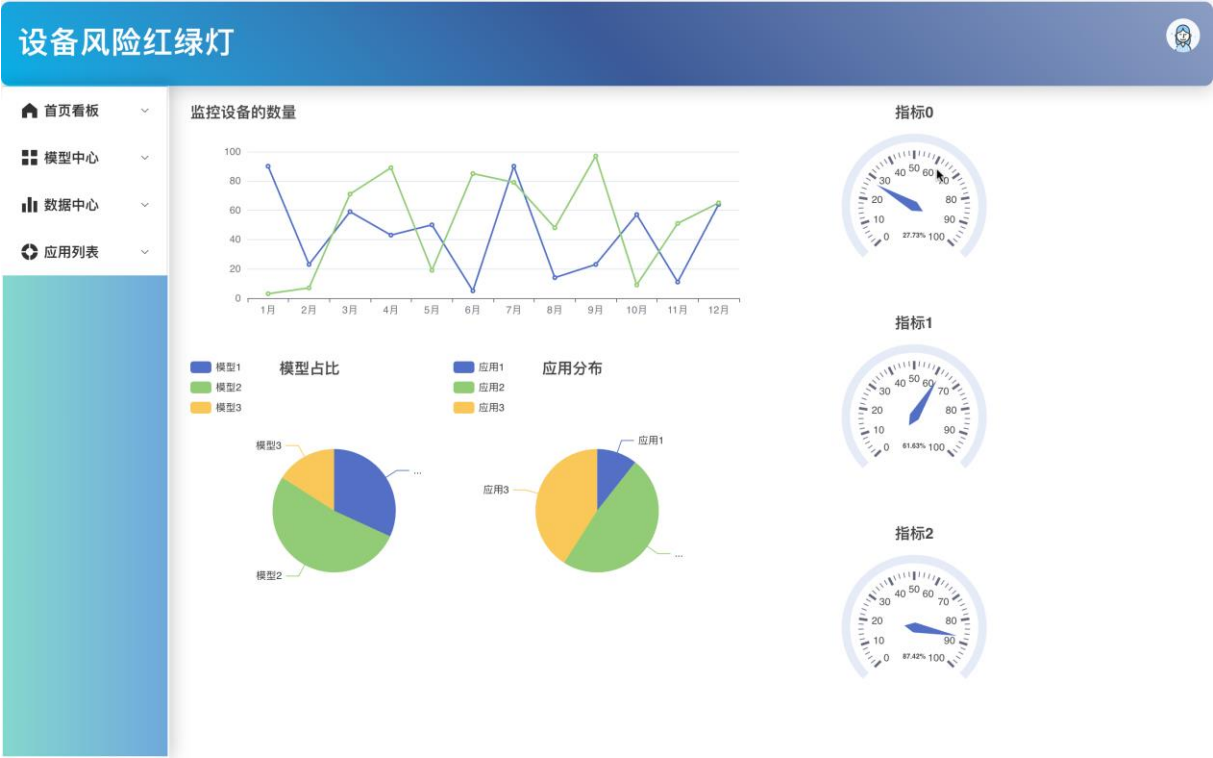 设备风险红绿灯
首页看板
模型中心
数据中心
应用列表
监控设备的数量
100
80
60
40
20
0
1月 2月 3月 4月 5月 6月 7月 8月 9月 10月 11月 12月
模型1
模型2
模型3
模型占比
模型3
...
模型2
应用1
应用2
应用3
应用分布
应用1
应用3
...
指标0
0 10 20 30 40 50 60 70 80 90 100
27.73%
指标1
0 10 20 30 40 50 60 70 80 90 100
61.63%
指标2
0 10 20 30 40 50 60 70 80 90 100
87.42%